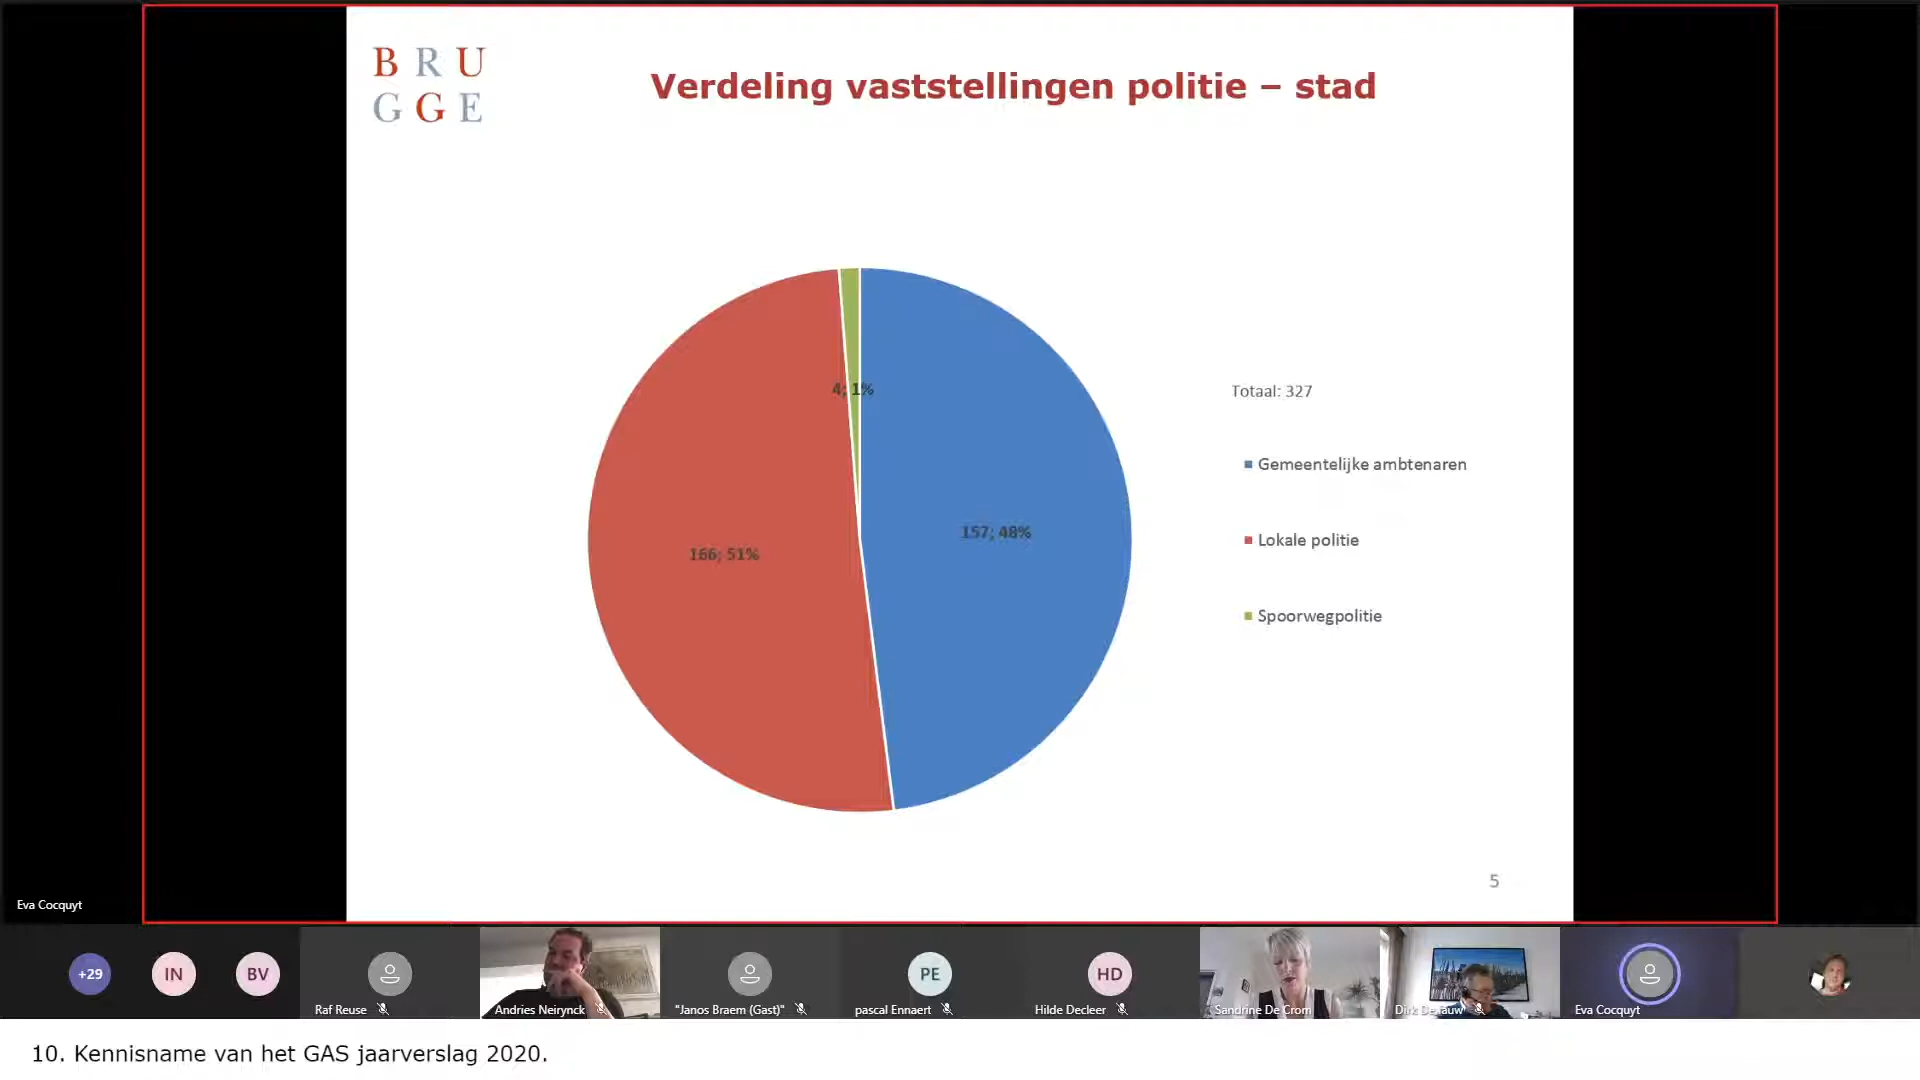 B R U
G G E
Verdeling vaststellingen politie – stad
4; 1%
Totaal: 327
Gemeentelijke ambtenaren
157; 48%
Lokale politie
166; 51%
Spoorwegpolitie
5
Eva Cocquyt
+29
IN
BV
PE
HD
Raf Reuse
Andries Neirynck
"Janos Braem (Gast)"
pascal Ennaert
Hilde Decleer
Sandrine De Crom
Eva Cocquyt
10. Kennisname van het GAS jaarverslag 2020.